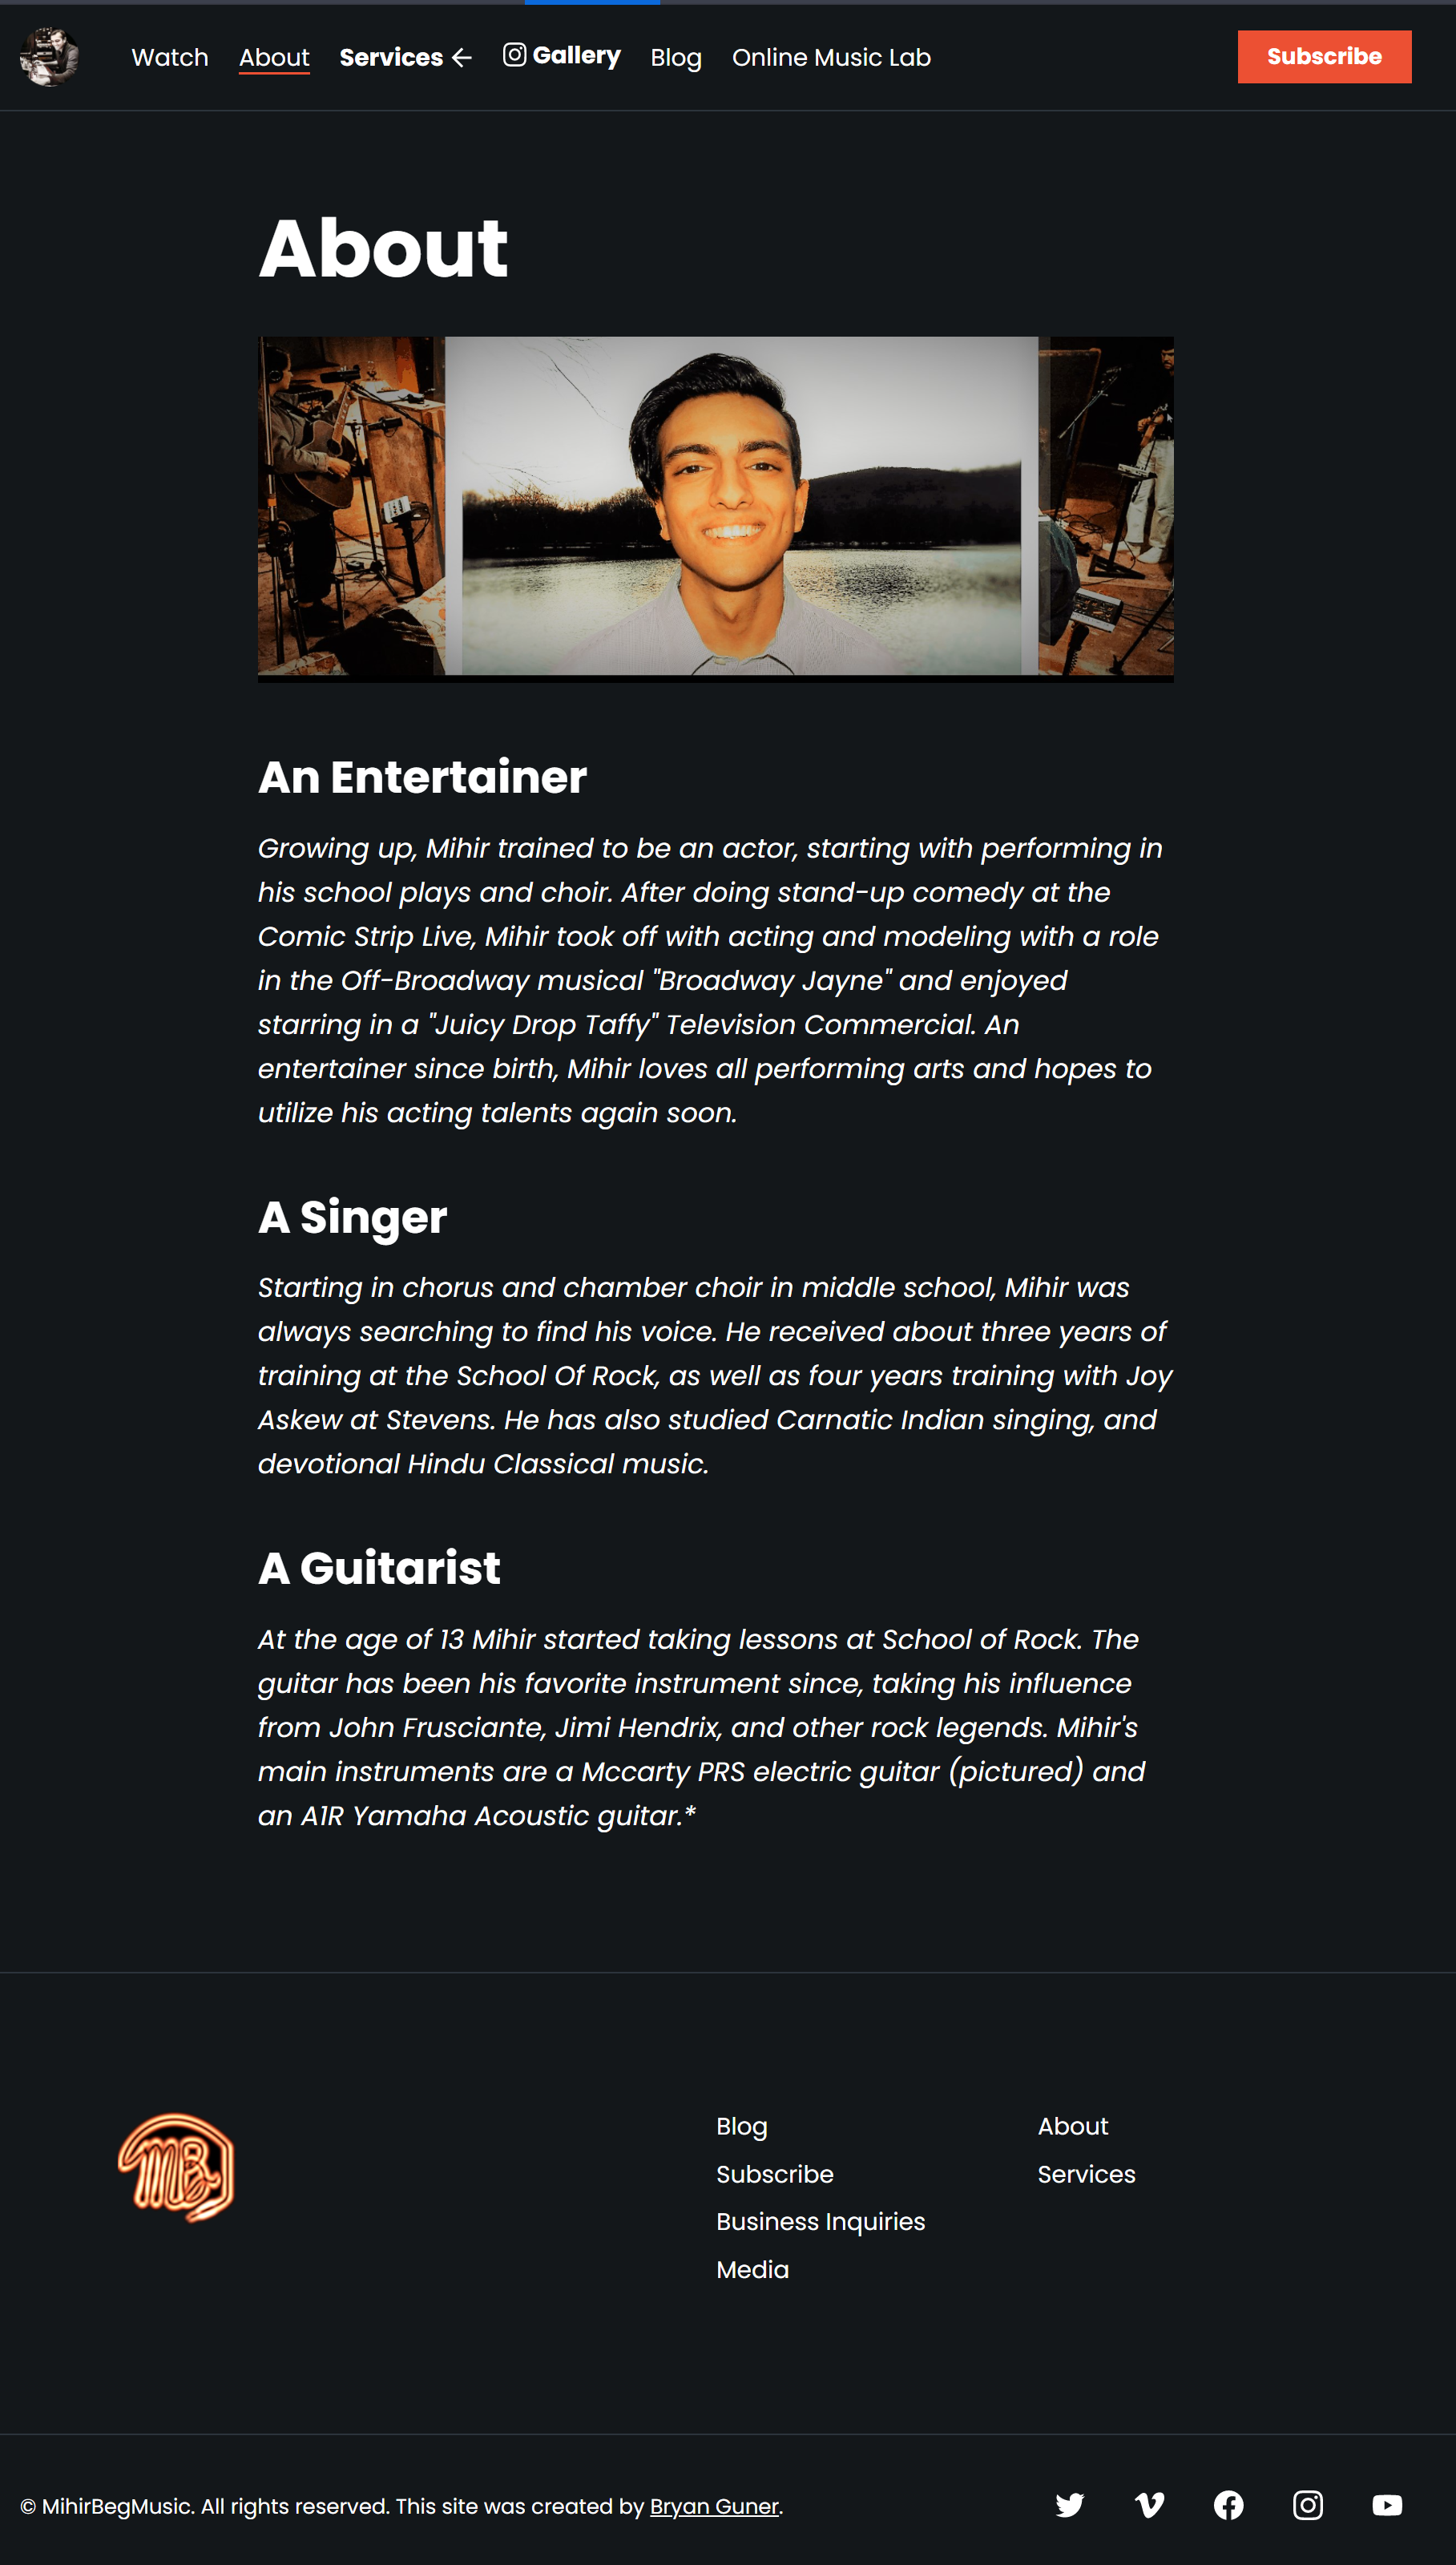 Watch About Services Gallery Blog Online Music Lab Subscribe
About
An Entertainer
Growing up, Mihir trained to be an actor, starting with performing in
his school plays and choir. After doing stand-up comedy at the
Comic Strip Live, Mihir took off with acting and modeling with a role
in the Off-Broadway musical "Broadway Jayne" and enjoyed
starring in a "Juicy Drop Taffy" Television Commercial. An
entertainer since birth, Mihir loves all performing arts and hopes to
utilize his acting talents again soon.
A Singer
Starting in chorus and chamber choir in middle school, Mihir was
always searching to find his voice. He received about three years of
training at the School Of Rock, as well as four years training with Joy
Askew at Stevens. He has also studied Carnatic Indian singing, and
devotional Hindu Classical music.
A Guitarist
At the age of 13 Mihir started taking lessons at School of Rock. The
guitar has been his favorite instrument since, taking his influence
from John Frusciante, Jimi Hendrix, and other rock legends. Mihir's
main instruments are a Mccarty PRS electric guitar (pictured) and
an A1R Yamaha Acoustic guitar.*
MB
Blog
Subscribe
Business Inquiries
Media
About
Services
© MihirBegMusic. All rights reserved. This site was created by Bryan Guner.